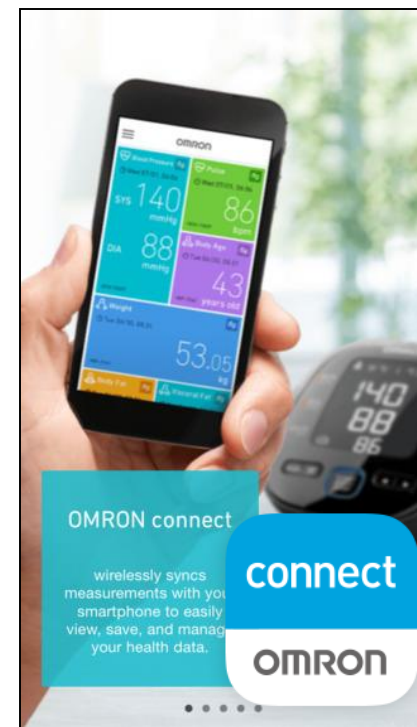 OMRON
Blood Pressure
Pulse
SYS 140
mmHg
86
bpm
DIA 88
mmHg
Body Age
43
years old
Weight
53.05
kg
Body Fat
Visceral Fat
140
88
86
OMRON connect
wirelessly syncs
measurements with you
smartphone to easily
view, save, and manag
your health data.
connect
OMRON